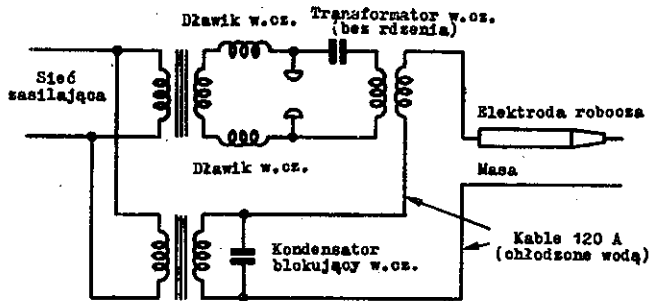 Dławik w.cz.
Transformator w.cz.
(bez rdzenia)
Sieć
zasilająca
Elektroda robocza
Dławik w.cz.
Masa
Kable 120 A
(chłodzone wodą)
Kondensator
blokujący w.cz.